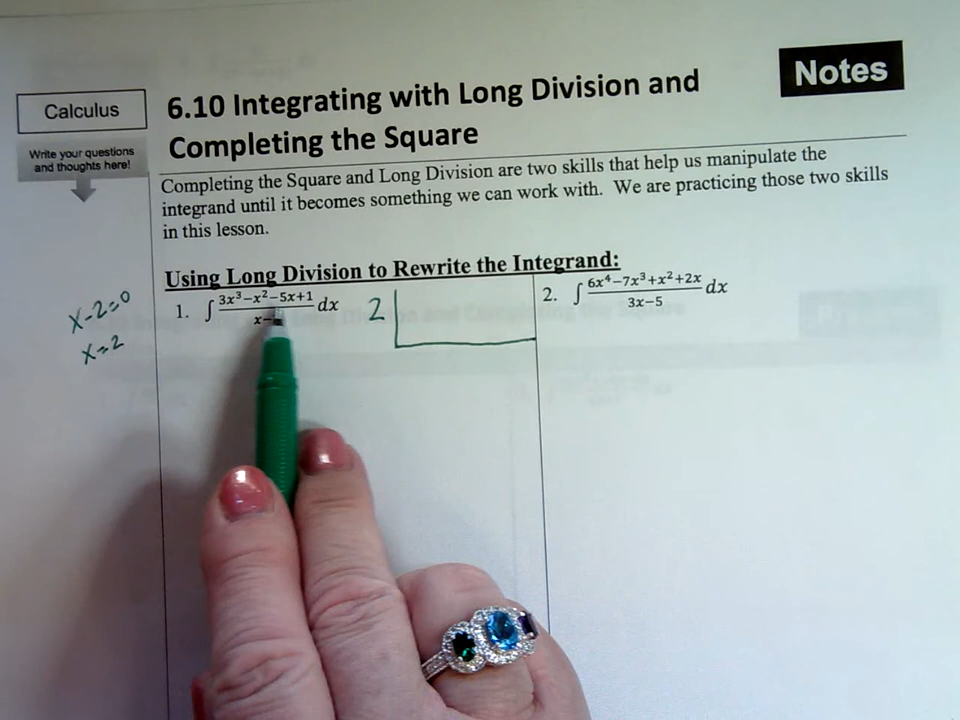 Notes
Calculus
6.10 Integrating with Long Division and
Completing the Square
Write your questions
and thoughts here!
Completing the Square and Long Division are two skills that help us manipulate the
integrand until it becomes something we can work with. We are practicing those two skills
in this lesson.
Using Long Division to Rewrite the Integrand:
1. ∫ (3x³−x²−5x+1)/(x− dx
2
2. ∫ (6x⁴−7x³+x²+2x)/(3x−5) dx
x-2=0
x=2